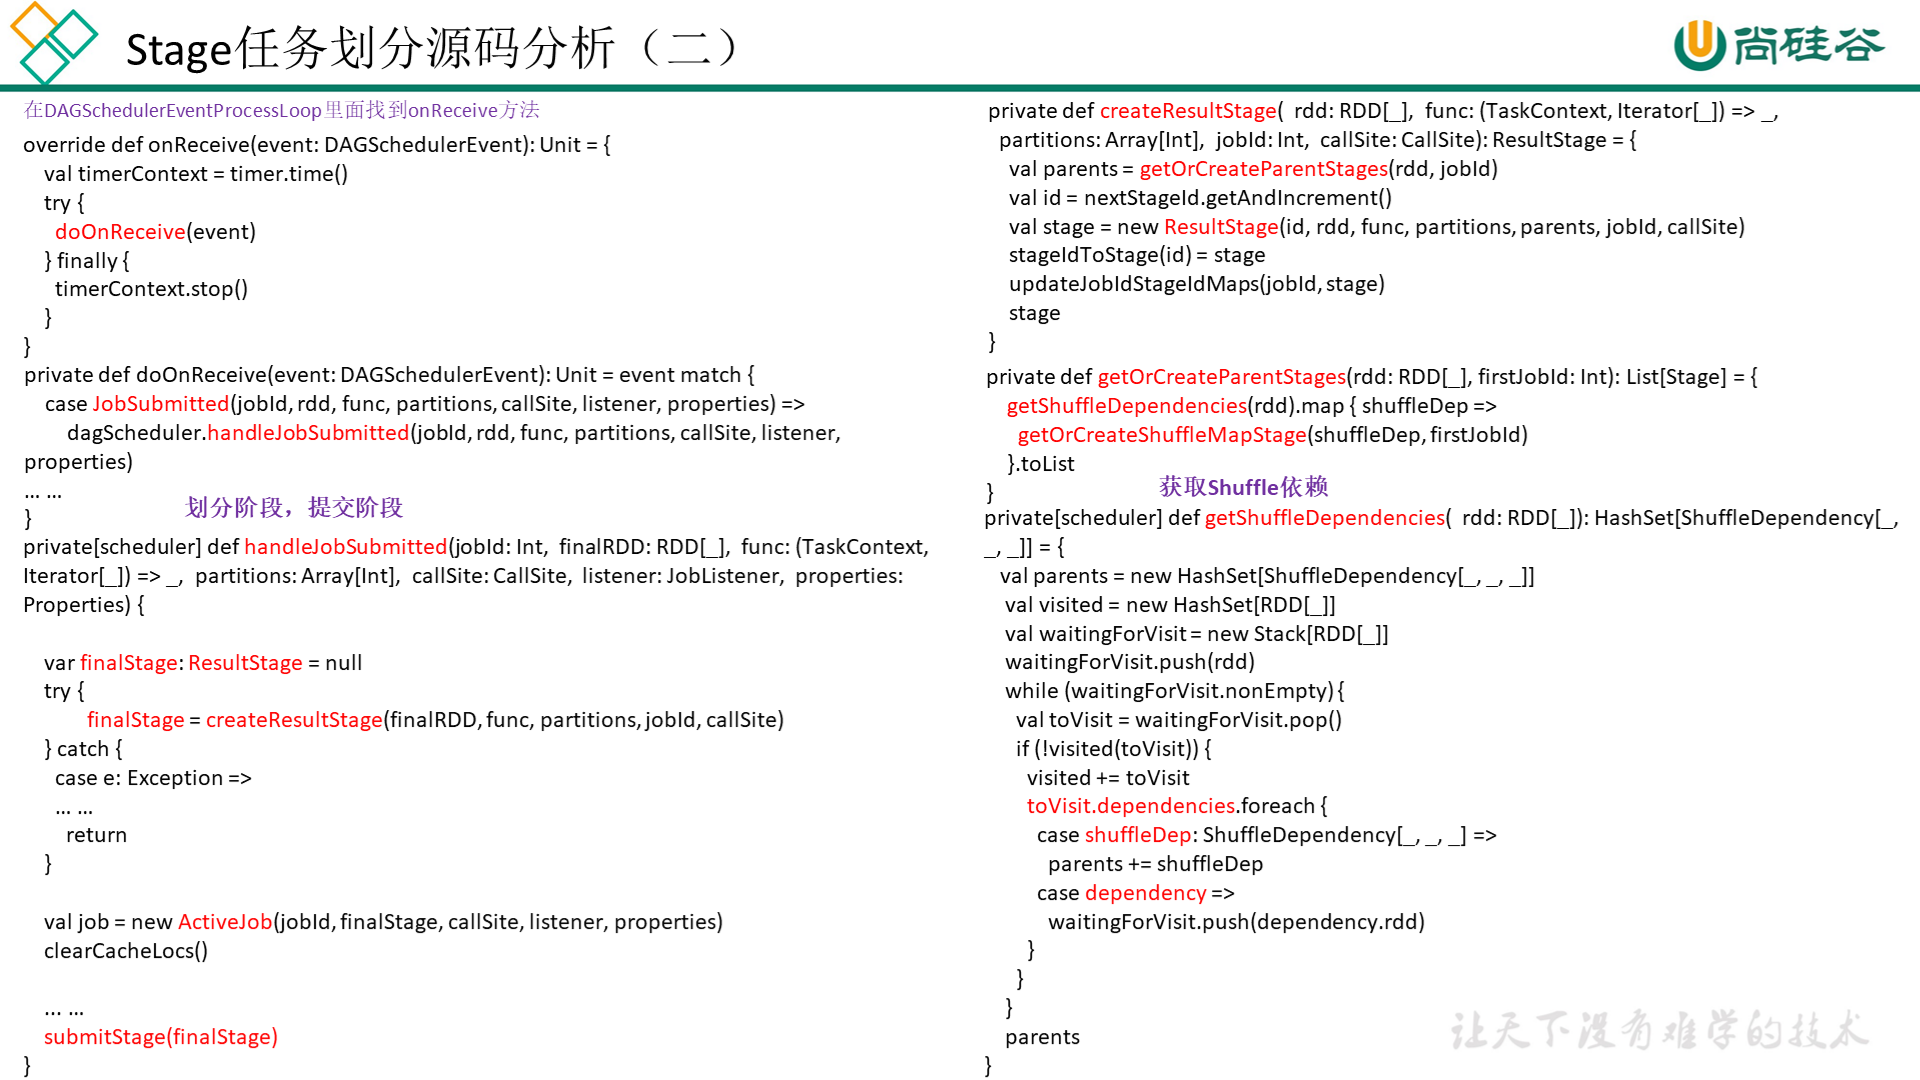 Stage任务划分源码分析（二）
尚硅谷
在DAGSchedulerEventProcessLoop里面找到onReceive方法
override def onReceive(event: DAGSchedulerEvent): Unit = {
val timerContext = timer.time()
try {
doOnReceive(event)
} finally {
timerContext.stop()
}
}
private def doOnReceive(event: DAGSchedulerEvent): Unit = event match {
case JobSubmitted(jobId, rdd, func, partitions, callSite, listener, properties) =>
dagScheduler.handleJobSubmitted(jobId, rdd, func, partitions, callSite, listener,
properties)
... ...
}
划分阶段，提交阶段
private[scheduler] def handleJobSubmitted(jobId: Int, finalRDD: RDD[_], func: (TaskContext,
Iterator[_]) => _, partitions: Array[Int], callSite: CallSite, listener: JobListener, properties:
Properties) {
var finalStage: ResultStage = null
try {
finalStage = createResultStage(finalRDD, func, partitions, jobId, callSite)
} catch {
case e: Exception =>
... ...
return
}
val job = new ActiveJob(jobId, finalStage, callSite, listener, properties)
clearCacheLocs()
... ...
submitStage(finalStage)
}
private def createResultStage( rdd: RDD[_], func: (TaskContext, Iterator[_]) => _,
partitions: Array[Int], jobId: Int, callSite: CallSite): ResultStage = {
val parents = getOrCreateParentStages(rdd, jobId)
val id = nextStageId.getAndIncrement()
val stage = new ResultStage(id, rdd, func, partitions, parents, jobId, callSite)
stageIdToStage(id) = stage
updateJobIdStageIdMaps(jobId, stage)
stage
}
private def getOrCreateParentStages(rdd: RDD[_], firstJobId: Int): List[Stage] = {
getShuffleDependencies(rdd).map { shuffleDep =>
getOrCreateShuffleMapStage(shuffleDep, firstJobId)
}.toList
}
获取Shuffle依赖
private[scheduler] def getShuffleDependencies( rdd: RDD[_]): HashSet[ShuffleDependency[_,
_, _]] = {
val parents = new HashSet[ShuffleDependency[_, _, _]]
val visited = new HashSet[RDD[_]]
val waitingForVisit = new Stack[RDD[_]]
waitingForVisit.push(rdd)
while (waitingForVisit.nonEmpty) {
val toVisit = waitingForVisit.pop()
if (!visited(toVisit)) {
visited += toVisit
toVisit.dependencies.foreach {
case shuffleDep: ShuffleDependency[_, _, _] =>
parents += shuffleDep
case dependency =>
waitingForVisit.push(dependency.rdd)
}
}
}
parents
}
让天下没有难学的技术